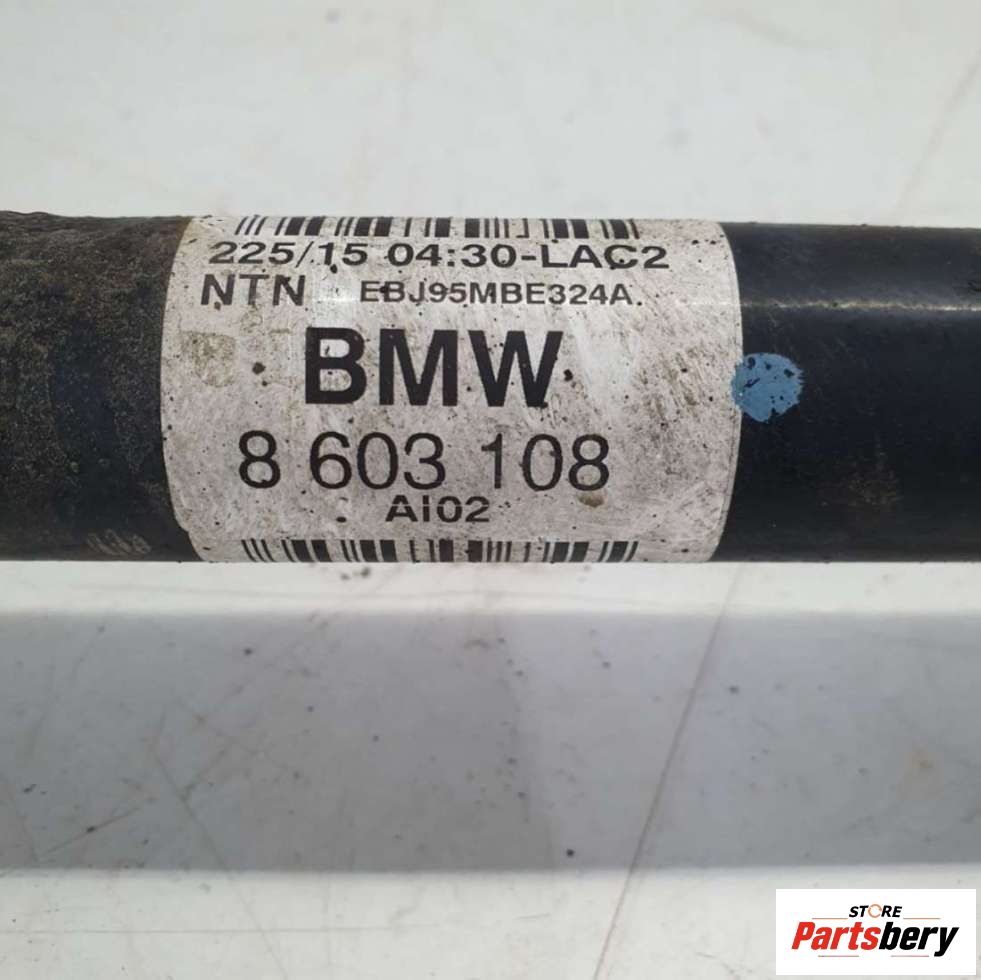 225/15 04:30-LAC2
NTN EBJ95MBE324A.
BMW
8 603 108
AI02
STORE
Partsbery